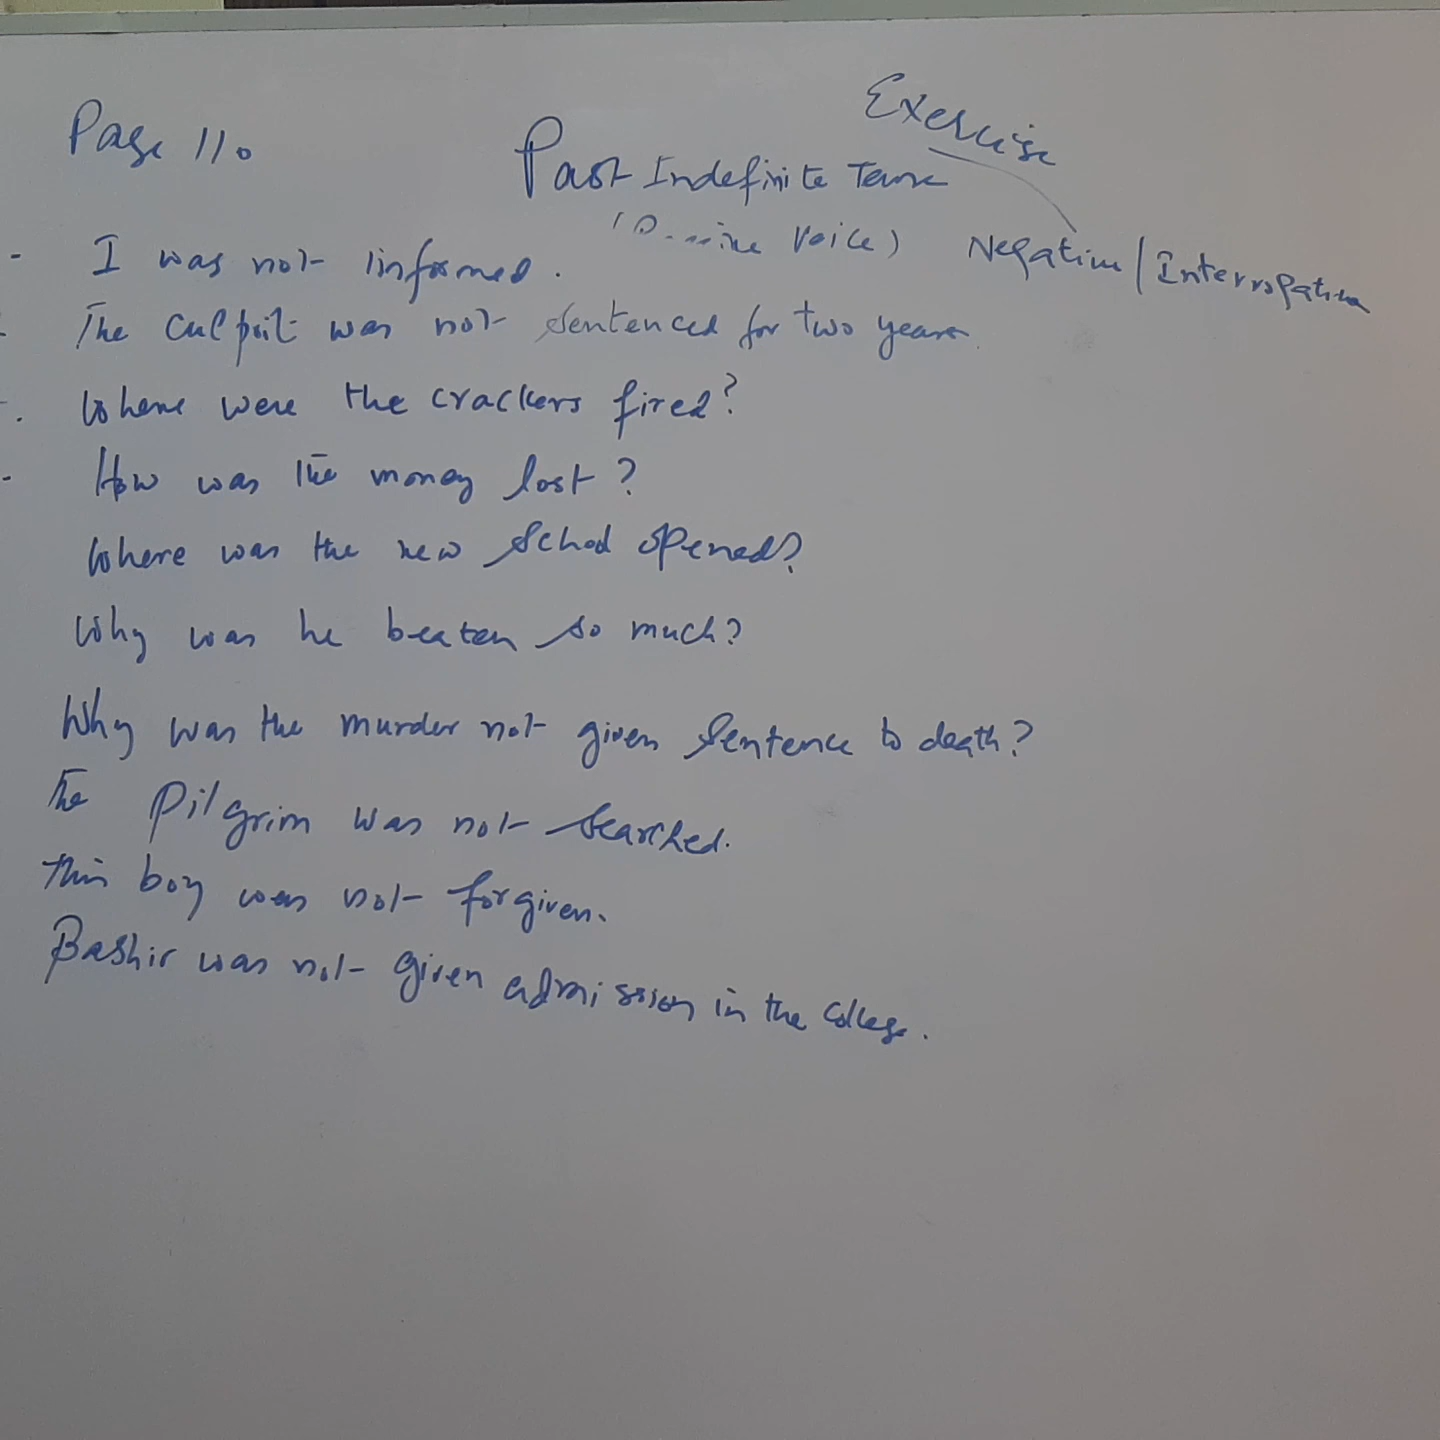 Exercise
Page 110
Past Indefinite Tense
(Passive Voice) Negative / Interrogative
- I was not informed.
The culprit was not sentenced for two years.
Where were the crackers fired?
- How was the money lost?
Where was the new school opened?
Why was he beaten so much?
Why was the murder not given sentence to death?
The Pilgrim was not searched.
This boy was not forgiven.
Bashir was not given admission in the college.